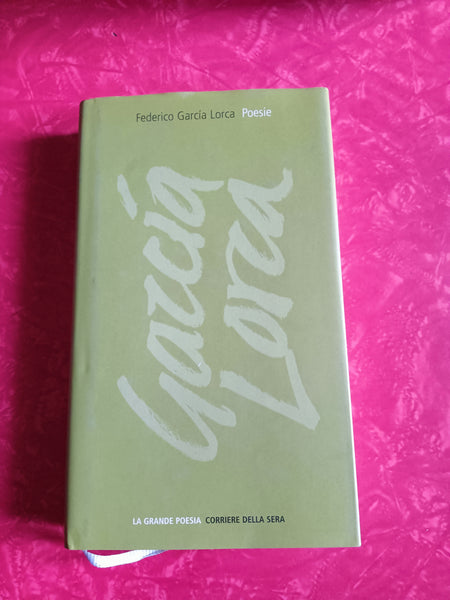 Federico García Lorca Poesie
García
Lorca
LA GRANDE POESIA CORRIERE DELLA SERA